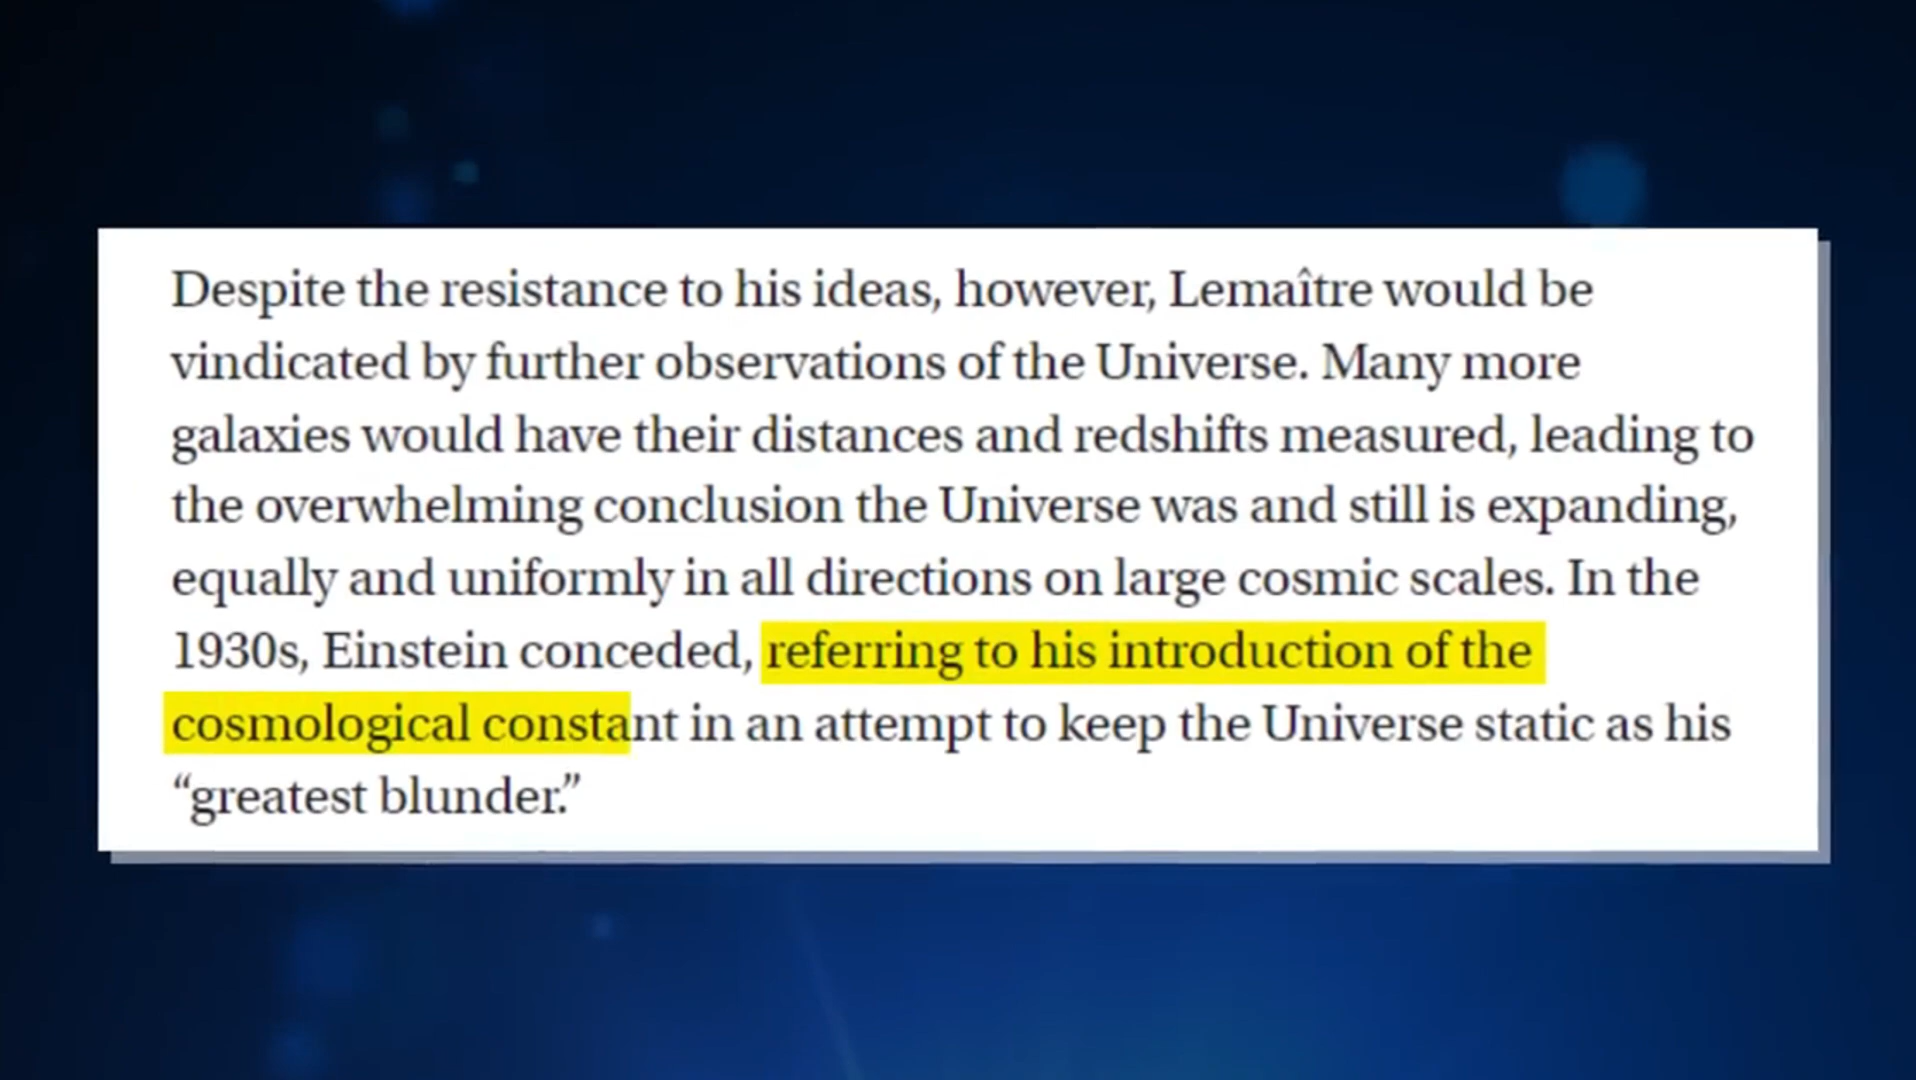 Despite the resistance to his ideas, however, Lemaître would be
vindicated by further observations of the Universe. Many more
galaxies would have their distances and redshifts measured, leading to
the overwhelming conclusion the Universe was and still is expanding,
equally and uniformly in all directions on large cosmic scales. In the
1930s, Einstein conceded, referring to his introduction of the
cosmological constant in an attempt to keep the Universe static as his
“greatest blunder.”